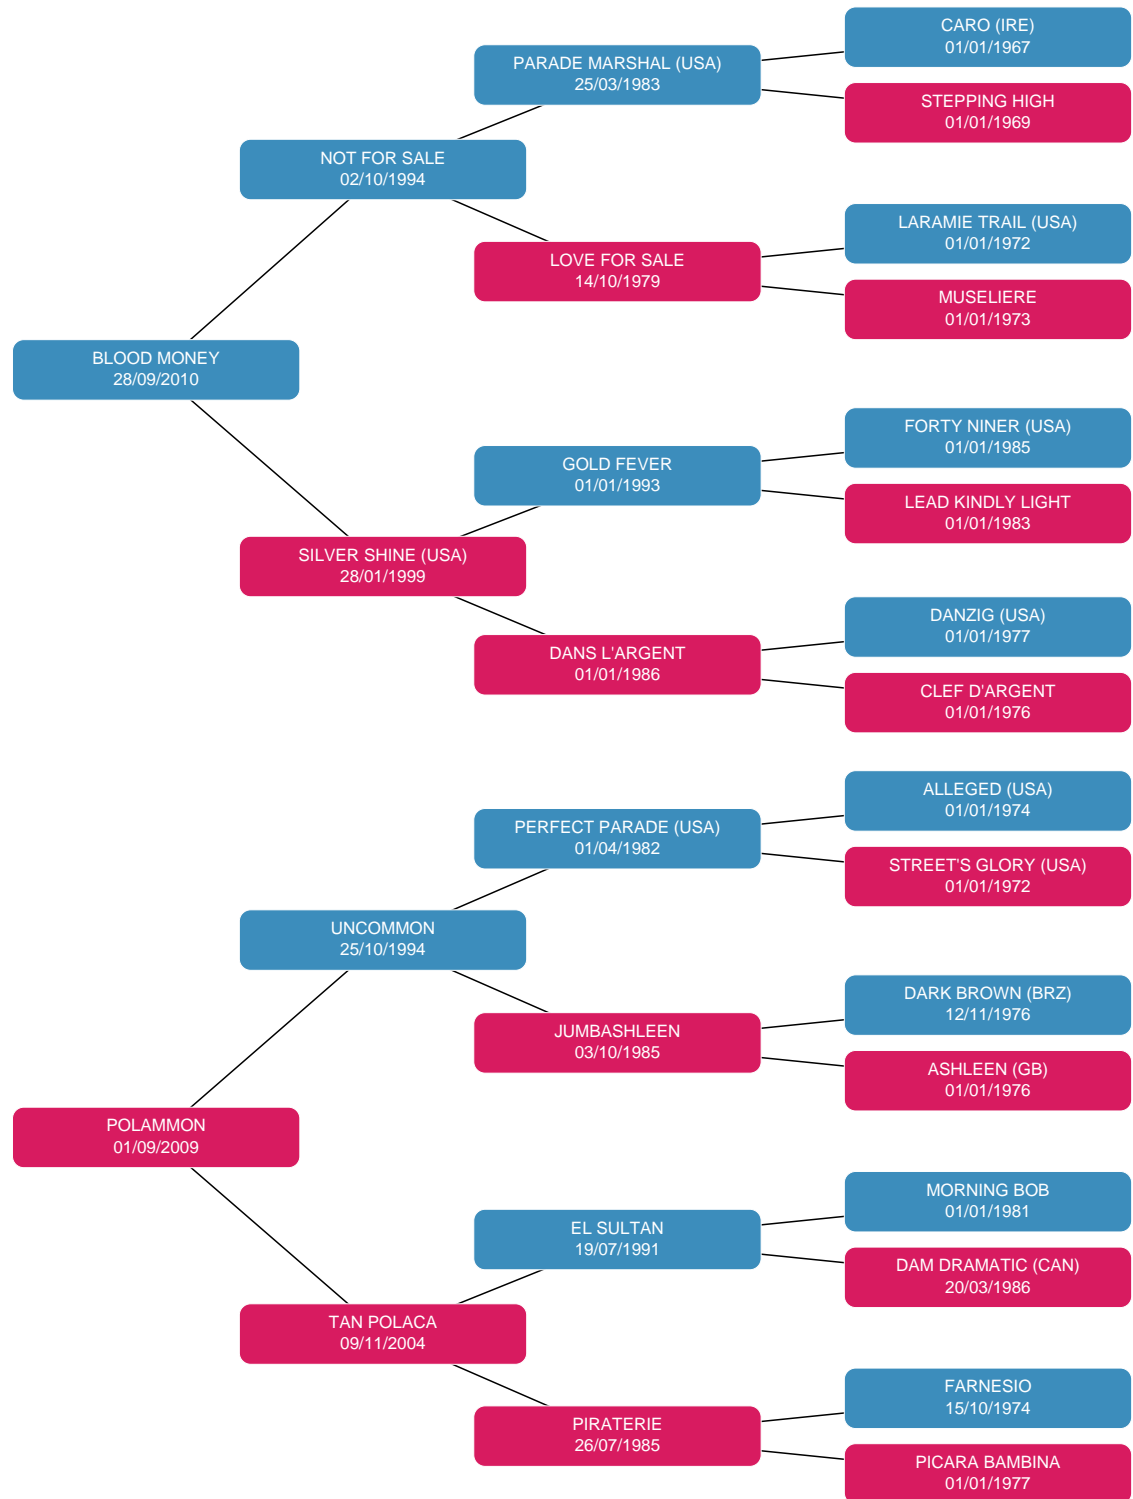 CARO (IRE)
01/01/1967
PARADE MARSHAL (USA)
25/03/1983
STEPPING HIGH
01/01/1969
NOT FOR SALE
02/10/1994
LARAMIE TRAIL (USA)
01/01/1972
LOVE FOR SALE
14/10/1979
MUSELIERE
01/01/1973
BLOOD MONEY
28/09/2010
FORTY NINER (USA)
01/01/1985
GOLD FEVER
01/01/1993
LEAD KINDLY LIGHT
01/01/1983
SILVER SHINE (USA)
28/01/1999
DANZIG (USA)
01/01/1977
DANS L'ARGENT
01/01/1986
CLEF D'ARGENT
01/01/1976
ALLEGED (USA)
01/01/1974
PERFECT PARADE (USA)
01/04/1982
STREET'S GLORY (USA)
01/01/1972
UNCOMMON
25/10/1994
DARK BROWN (BRZ)
12/11/1976
JUMBASHLEEN
03/10/1985
ASHLEEN (GB)
01/01/1976
POLAMMON
01/09/2009
MORNING BOB
01/01/1981
EL SULTAN
19/07/1991
DAM DRAMATIC (CAN)
20/03/1986
TAN POLACA
09/11/2004
FARNESIO
15/10/1974
PIRATERIE
26/07/1985
PICARA BAMBINA
01/01/1977